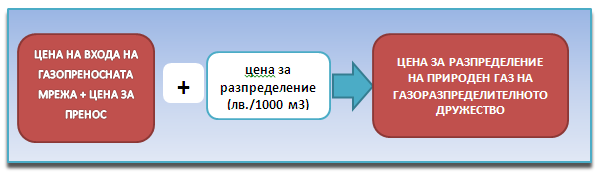 ЦЕНА НА ВХОДА НА
ГАЗОПРЕНОСНАТА
МРЕЖА + ЦЕНА ЗА
ПРЕНОС
+
цена за
разпределение
(лв./1000 м3)
ЦЕНА ЗА РАЗПРЕДЕЛЕНИЕ
НА ПРИРОДЕН ГАЗ НА
ГАЗОРАЗПРЕДЕЛИТЕЛНОТО
ДРУЖЕСТВО